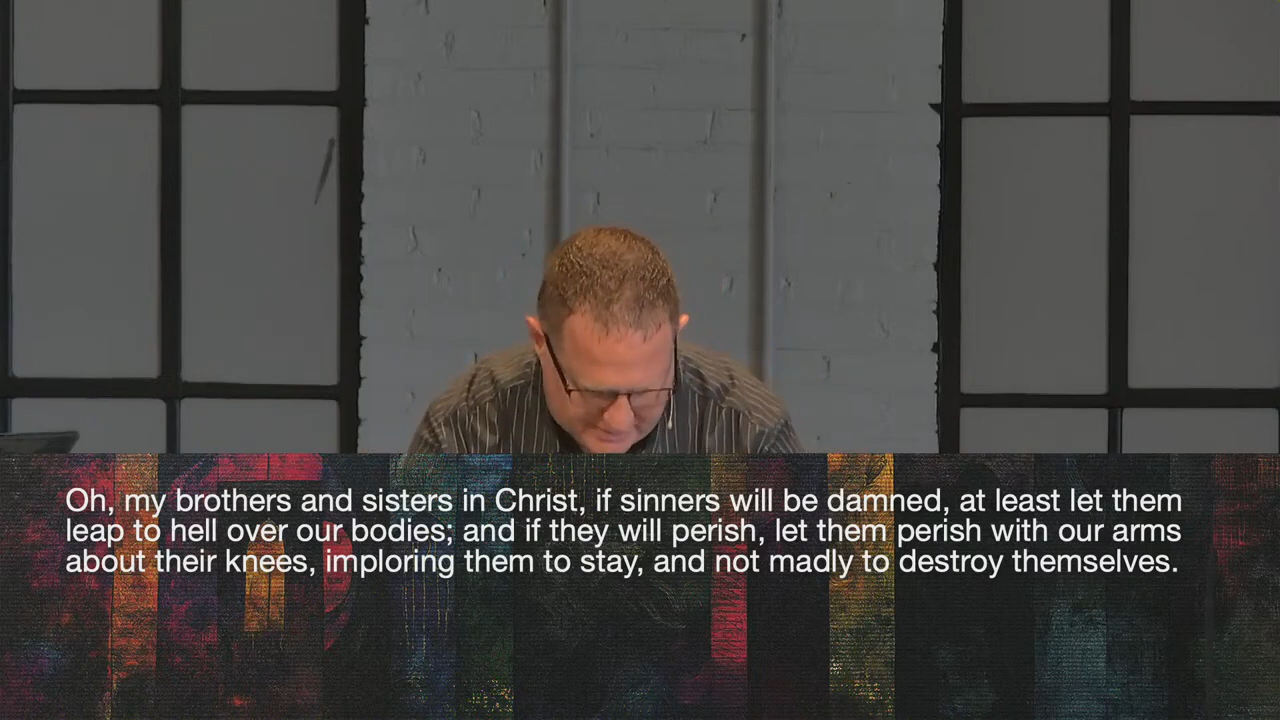 Oh, my brothers and sisters in Christ, if sinners will be damned, at least let them
leap to hell over our bodies; and if they will perish, let them perish with our arms
about their knees, imploring them to stay, and not madly to destroy themselves.